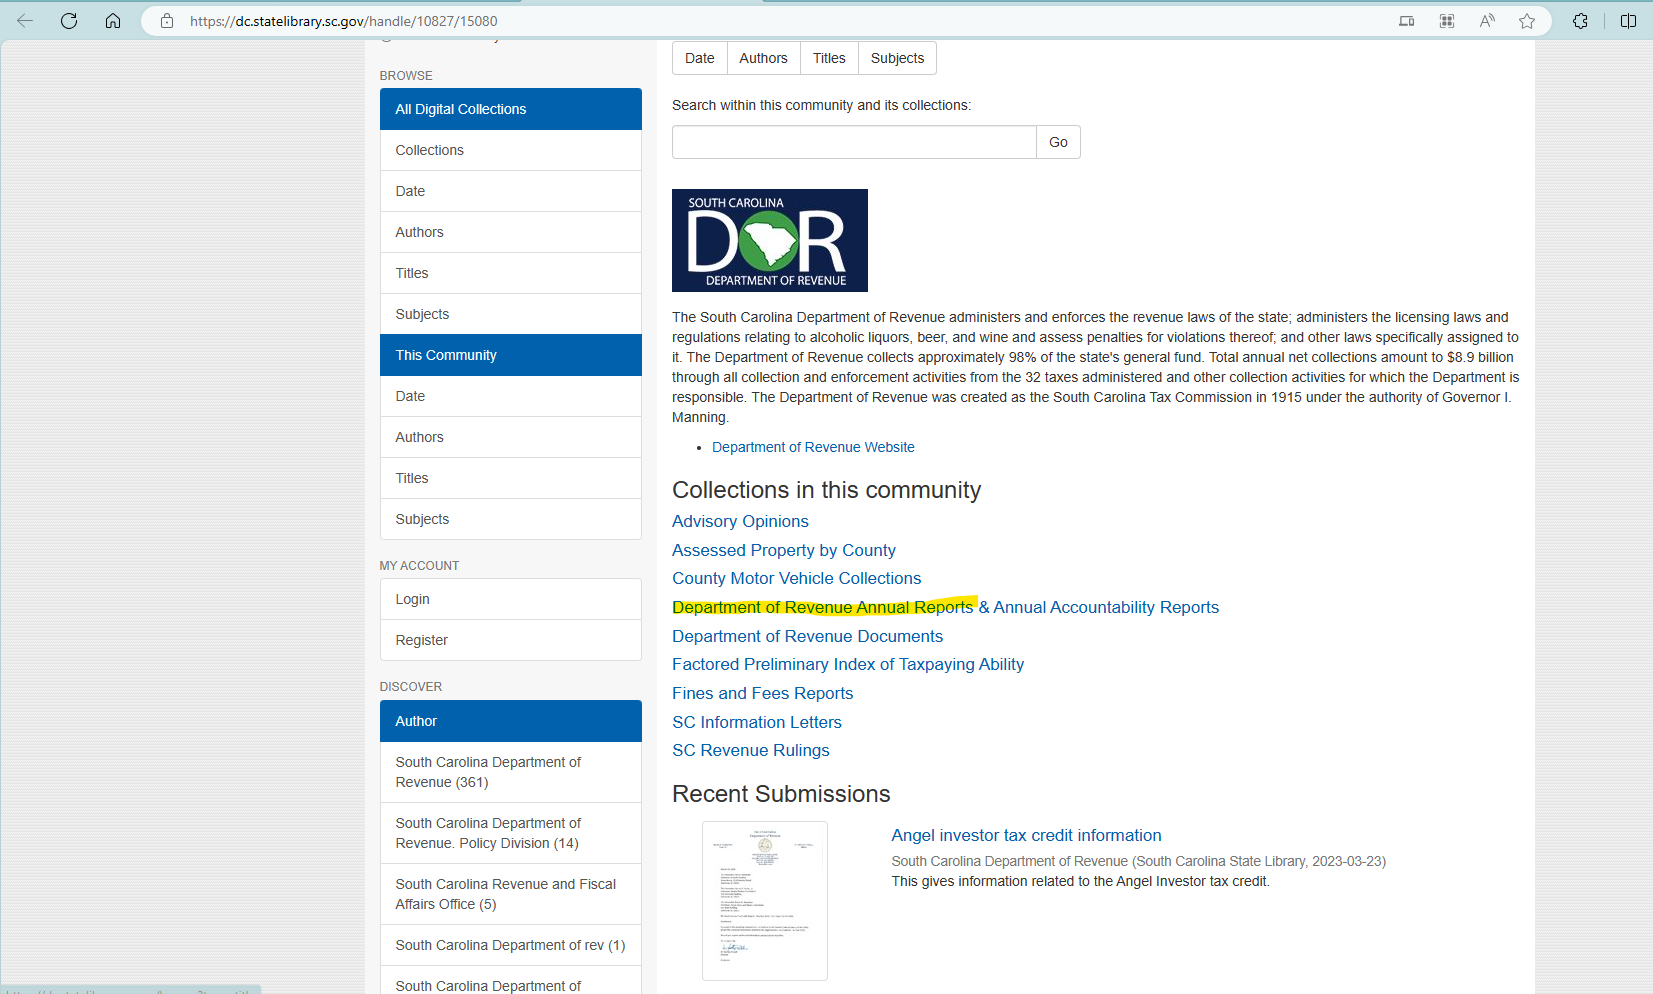 https://dc.statelibrary.sc.gov/handle/10827/15080
BROWSE
All Digital Collections
Collections
Date
Authors
Titles
Subjects
This Community
Date
Authors
Titles
Subjects
MY ACCOUNT
Login
Register
DISCOVER
Author
South Carolina Department of
Revenue (361)
South Carolina Department of
Revenue. Policy Division (14)
South Carolina Revenue and Fiscal
Affairs Office (5)
South Carolina Department of rev (1)
South Carolina Department of
Date Authors Titles Subjects
Search within this community and its collections:
Go
SOUTH CAROLINA
DOR
DEPARTMENT OF REVENUE
The South Carolina Department of Revenue administers and enforces the revenue laws of the state; administers the licensing laws and
regulations relating to alcoholic liquors, beer, and wine and assess penalties for violations thereof; and other laws specifically assigned to
it. The Department of Revenue collects approximately 98% of the state's general fund. Total annual net collections amount to $8.9 billion
through all collection and enforcement activities from the 32 taxes administered and other collection activities for which the Department is
responsible. The Department of Revenue was created as the South Carolina Tax Commission in 1915 under the authority of Governor I.
Manning.
• Department of Revenue Website
Collections in this community
Advisory Opinions
Assessed Property by County
County Motor Vehicle Collections
Department of Revenue Annual Reports & Annual Accountability Reports
Department of Revenue Documents
Factored Preliminary Index of Taxpaying Ability
Fines and Fees Reports
SC Information Letters
SC Revenue Rulings
Recent Submissions
Angel investor tax credit information
South Carolina Department of Revenue (South Carolina State Library, 2023-03-23)
This gives information related to the Angel Investor tax credit.